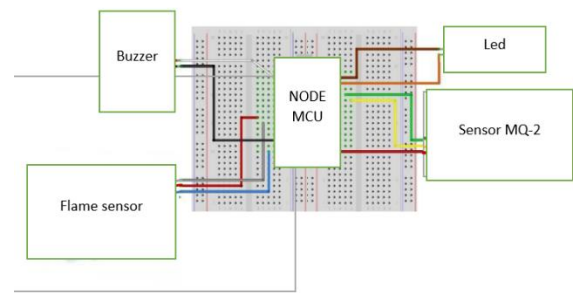 Buzzer
Led
NODE
MCU
Sensor MQ-2
Flame sensor